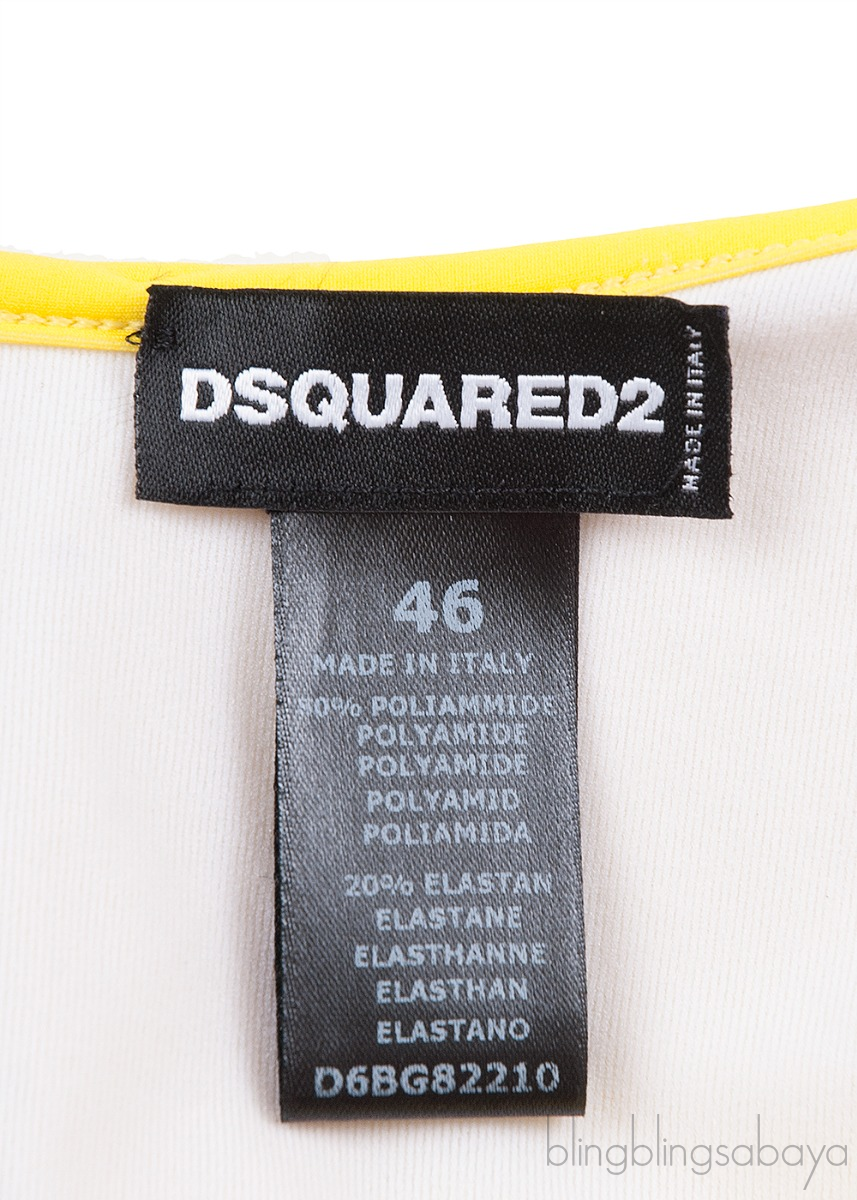 DSQUARED2
MADE IN ITALY
46
MADE IN ITALY
80% POLIAMMIDE
POLYAMIDE
POLYAMIDE
POLYAMID
POLIAMIDA
20% ELASTAN
ELASTANE
ELASTHANNE
ELASTHAN
ELASTANO
D6BG82210
blingblingsabaya